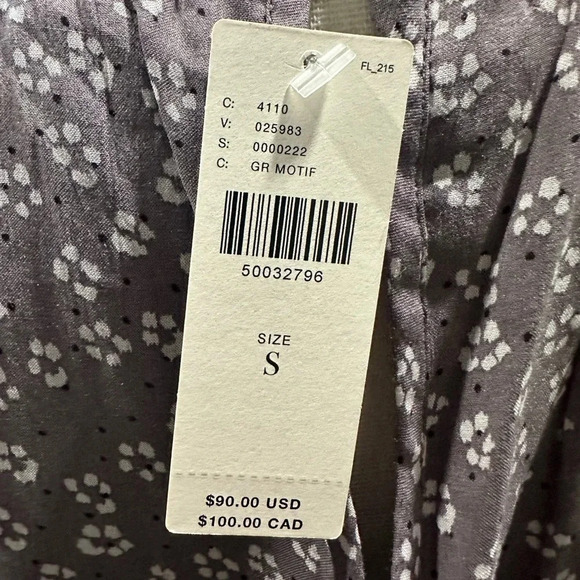 FL_215
C: 4110
V: 025983
S: 0000222
C: GR MOTIF
50032796
SIZE
S
$90.00 USD
$100.00 CAD